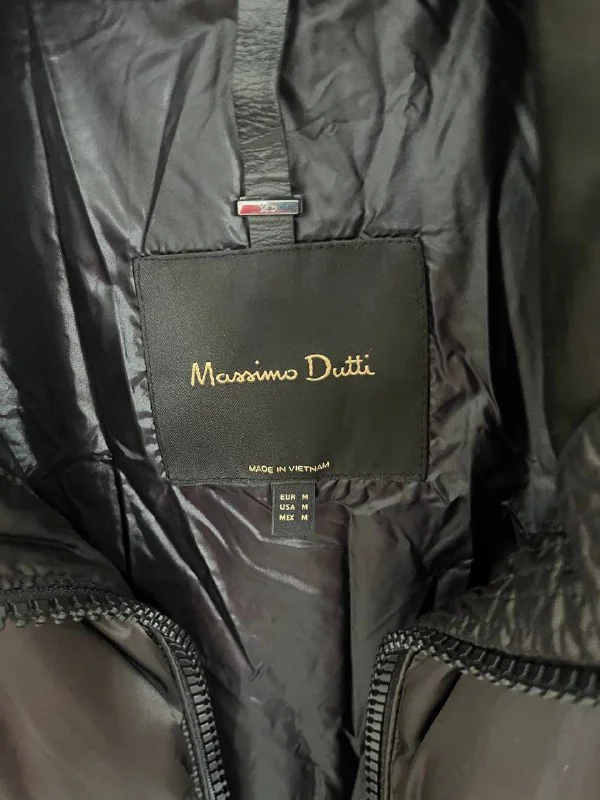 Massimo Dutti
MADE IN VIETNAM
EUR M
USA M
MEX M